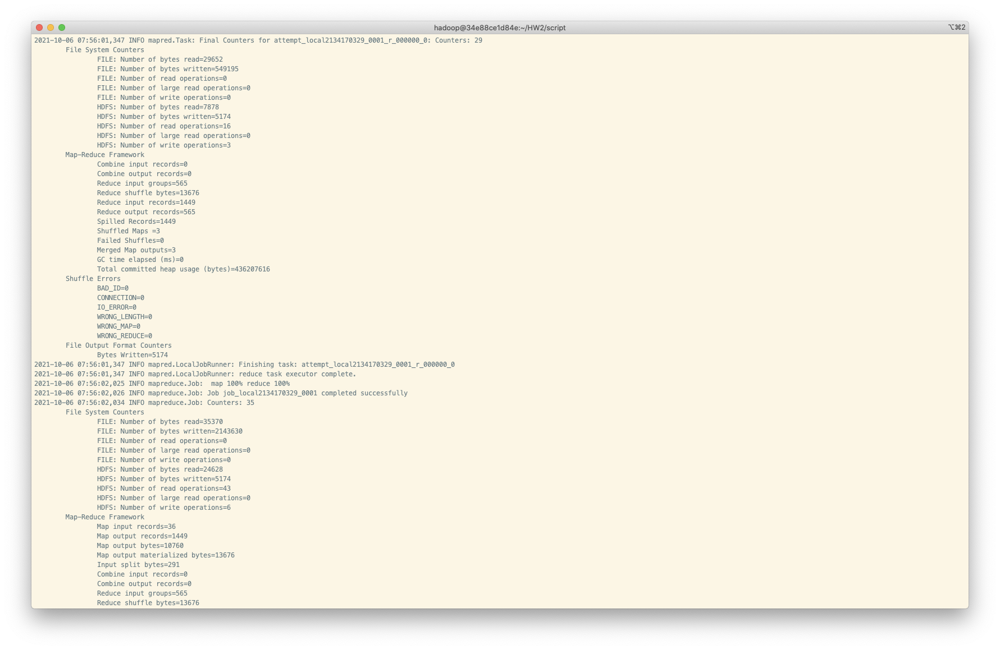 hadoop@34e88ce1d84e:~/HW2/script
⌥⌘2
2021-10-06 07:56:01,347 INFO mapred.Task: Final Counters for attempt_local2134170329_0001_r_000000_0: Counters: 29
File System Counters
FILE: Number of bytes read=29652
FILE: Number of bytes written=549195
FILE: Number of read operations=0
FILE: Number of large read operations=0
FILE: Number of write operations=0
HDFS: Number of bytes read=7878
HDFS: Number of bytes written=5174
HDFS: Number of read operations=16
HDFS: Number of large read operations=0
HDFS: Number of write operations=3
Map-Reduce Framework
Combine input records=0
Combine output records=0
Reduce input groups=565
Reduce shuffle bytes=13676
Reduce input records=1449
Reduce output records=565
Spilled Records=1449
Shuffled Maps =3
Failed Shuffles=0
Merged Map outputs=3
GC time elapsed (ms)=0
Total committed heap usage (bytes)=436207616
Shuffle Errors
BAD_ID=0
CONNECTION=0
IO_ERROR=0
WRONG_LENGTH=0
WRONG_MAP=0
WRONG_REDUCE=0
File Output Format Counters
Bytes Written=5174
2021-10-06 07:56:01,347 INFO mapred.LocalJobRunner: Finishing task: attempt_local2134170329_0001_r_000000_0
2021-10-06 07:56:01,347 INFO mapred.LocalJobRunner: reduce task executor complete.
2021-10-06 07:56:02,025 INFO mapreduce.Job:  map 100% reduce 100%
2021-10-06 07:56:02,026 INFO mapreduce.Job: Job job_local2134170329_0001 completed successfully
2021-10-06 07:56:02,034 INFO mapreduce.Job: Counters: 35
File System Counters
FILE: Number of bytes read=35370
FILE: Number of bytes written=2143630
FILE: Number of read operations=0
FILE: Number of large read operations=0
FILE: Number of write operations=0
HDFS: Number of bytes read=24628
HDFS: Number of bytes written=5174
HDFS: Number of read operations=43
HDFS: Number of large read operations=0
HDFS: Number of write operations=6
Map-Reduce Framework
Map input records=36
Map output records=1449
Map output bytes=10760
Map output materialized bytes=13676
Input split bytes=291
Combine input records=0
Combine output records=0
Reduce input groups=565
Reduce shuffle bytes=13676